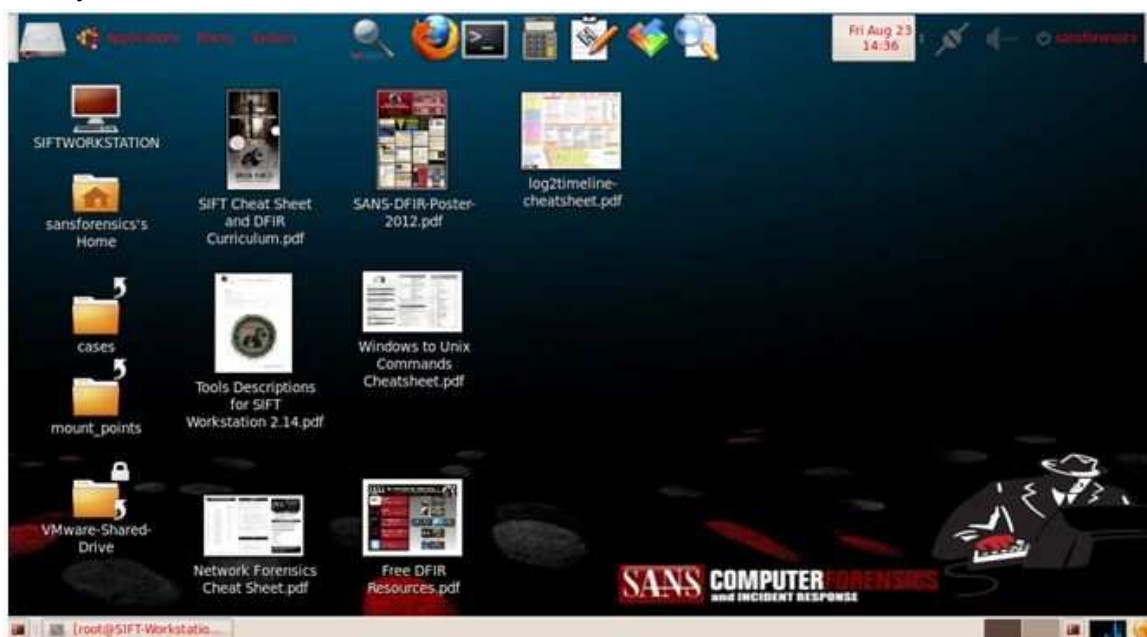 Applications Places System
Fri Aug 23
14:36
sansforensics
SIFTWORKSTATION
sansforensics's
Home
cases
mount_points
VMware-Shared-
Drive
SIFT Cheat Sheet
and DFIR
Curriculum.pdf
Tools Descriptions
for SIFT
Workstation 2.14.pdf
Network Forensics
Cheat Sheet.pdf
SANS-DFIR-Poster-
2012.pdf
Windows to Unix
Commands
Cheatsheet.pdf
Free DFIR
Resources.pdf
log2timeline-
cheatsheet.pdf
SANS COMPUTER FORENSICS
and INCIDENT RESPONSE
[root@SIFT-Workstatio...